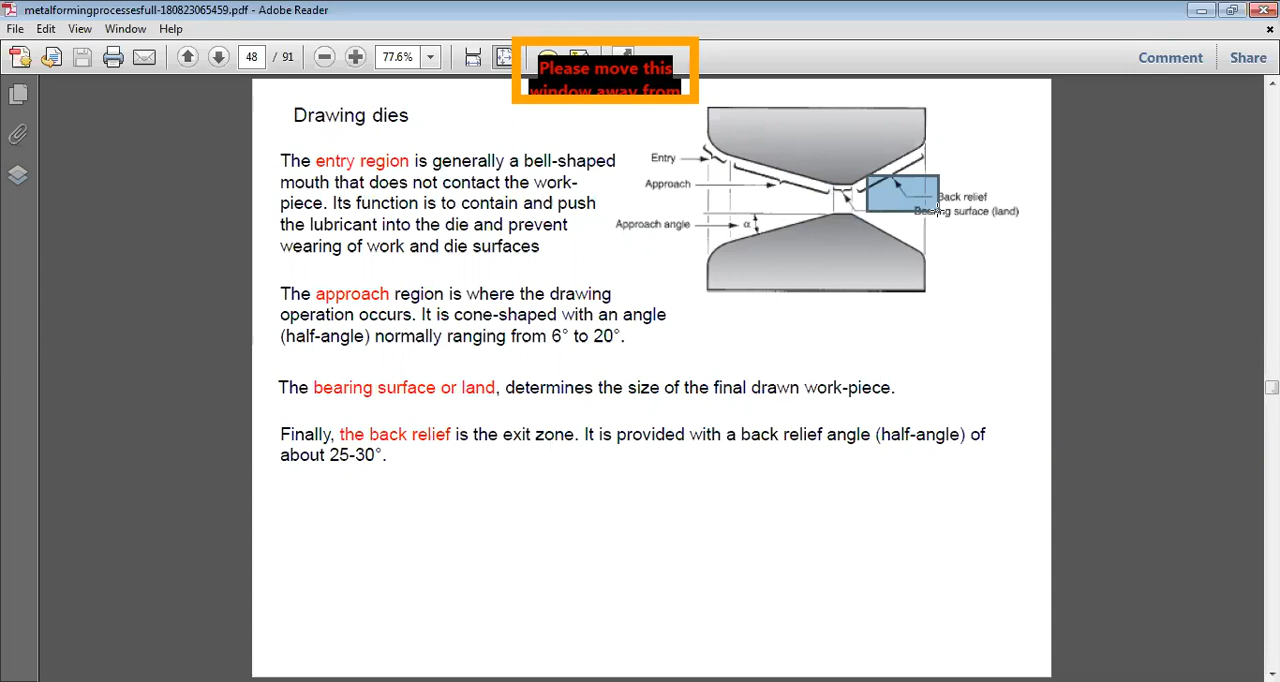 metalformingprocessesfull-180823065459.pdf - Adobe Reader
File Edit View Window Help
48 / 91 77.6% Comment Share
Please move this
window away from
Drawing dies
The entry region is generally a bell-shaped
mouth that does not contact the work-
piece. Its function is to contain and push
the lubricant into the die and prevent
wearing of work and die surfaces
Entry
Approach
Approach angle
α
Back relief
Bearing surface (land)
The approach region is where the drawing
operation occurs. It is cone-shaped with an angle
(half-angle) normally ranging from 6° to 20°.
The bearing surface or land, determines the size of the final drawn work-piece.
Finally, the back relief is the exit zone. It is provided with a back relief angle (half-angle) of
about 25-30°.